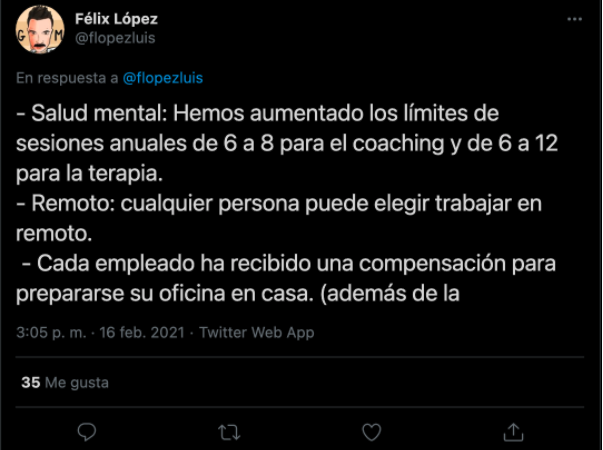 Félix López
@flopezluis
En respuesta a @flopezluis
- Salud mental: Hemos aumentado los límites de
sesiones anuales de 6 a 8 para el coaching y de 6 a 12
para la terapia.
- Remoto: cualquier persona puede elegir trabajar en
remoto.
- Cada empleado ha recibido una compensación para
prepararse su oficina en casa. (además de la
3:05 p. m. · 16 feb. 2021 · Twitter Web App
35 Me gusta